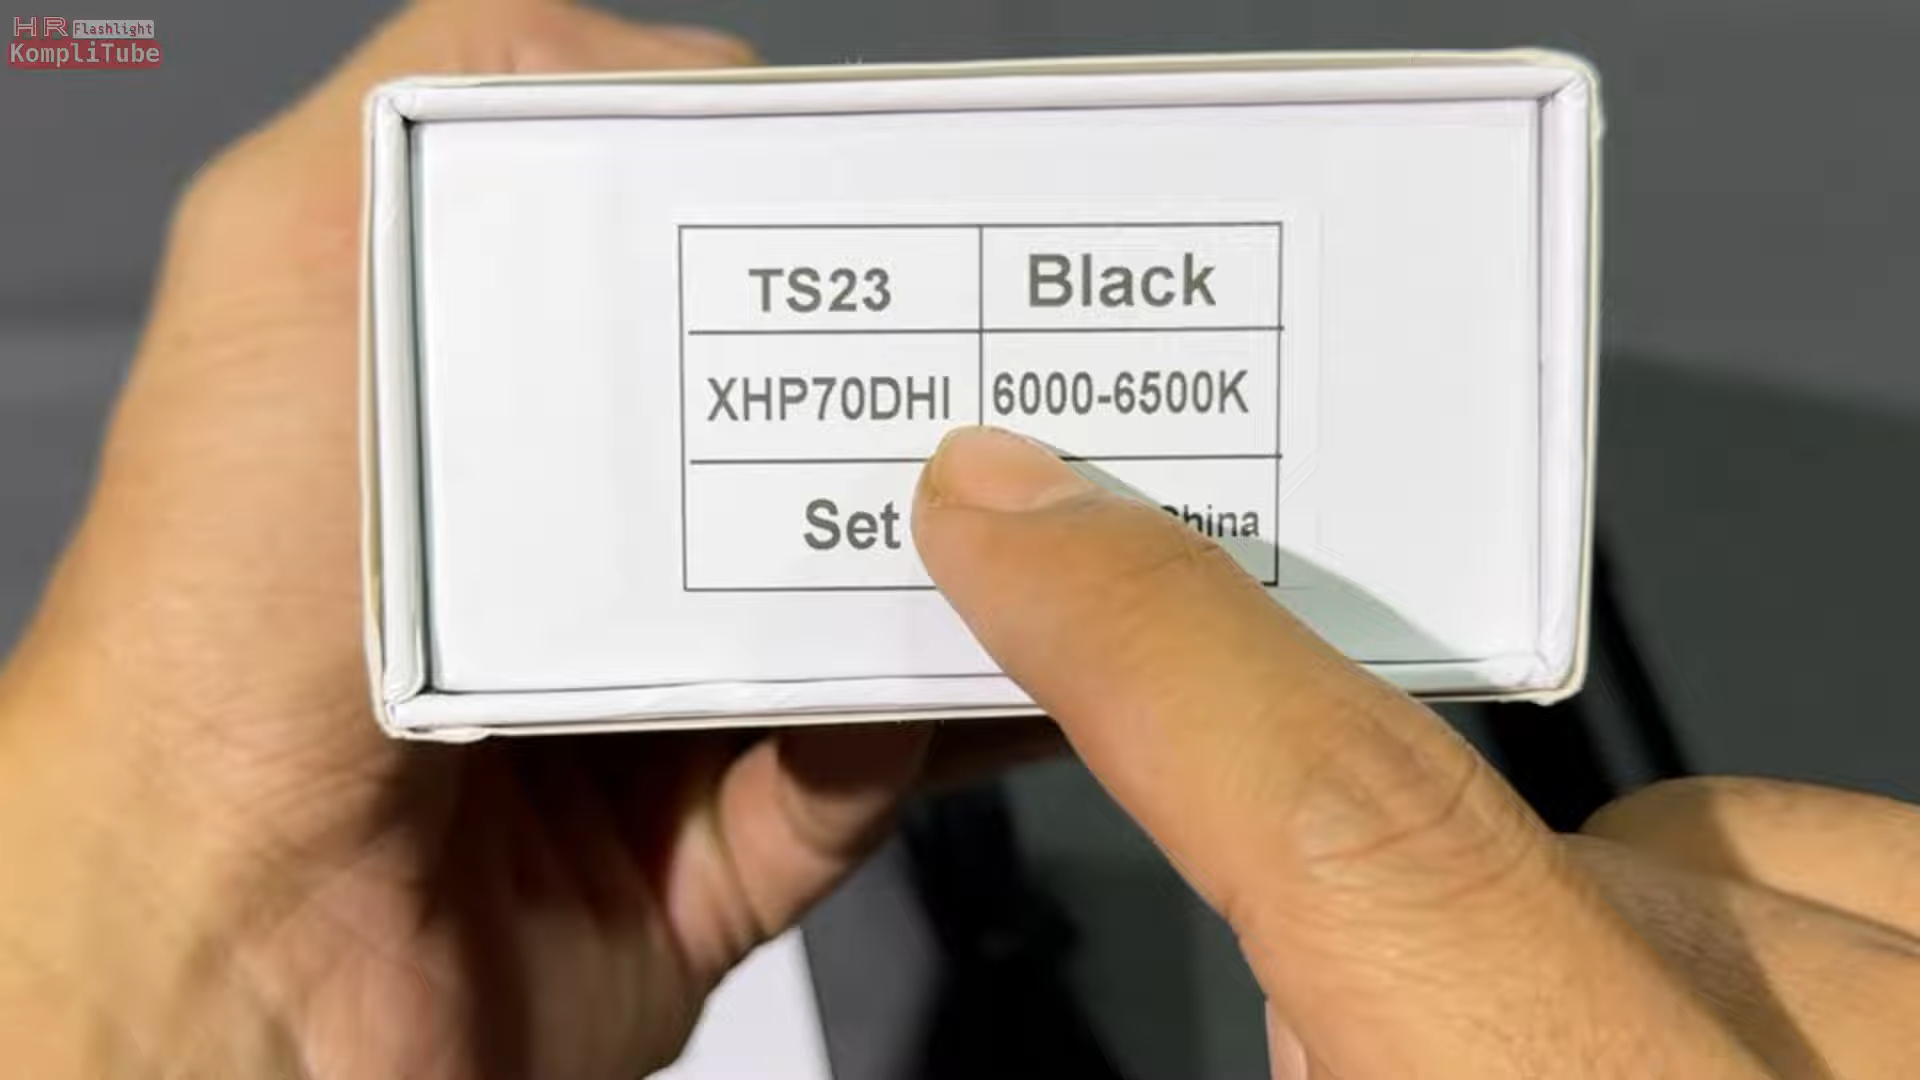 HR Flashlight
KompliTube
TS23 Black
XHP70DHI 6000-6500K
Set China